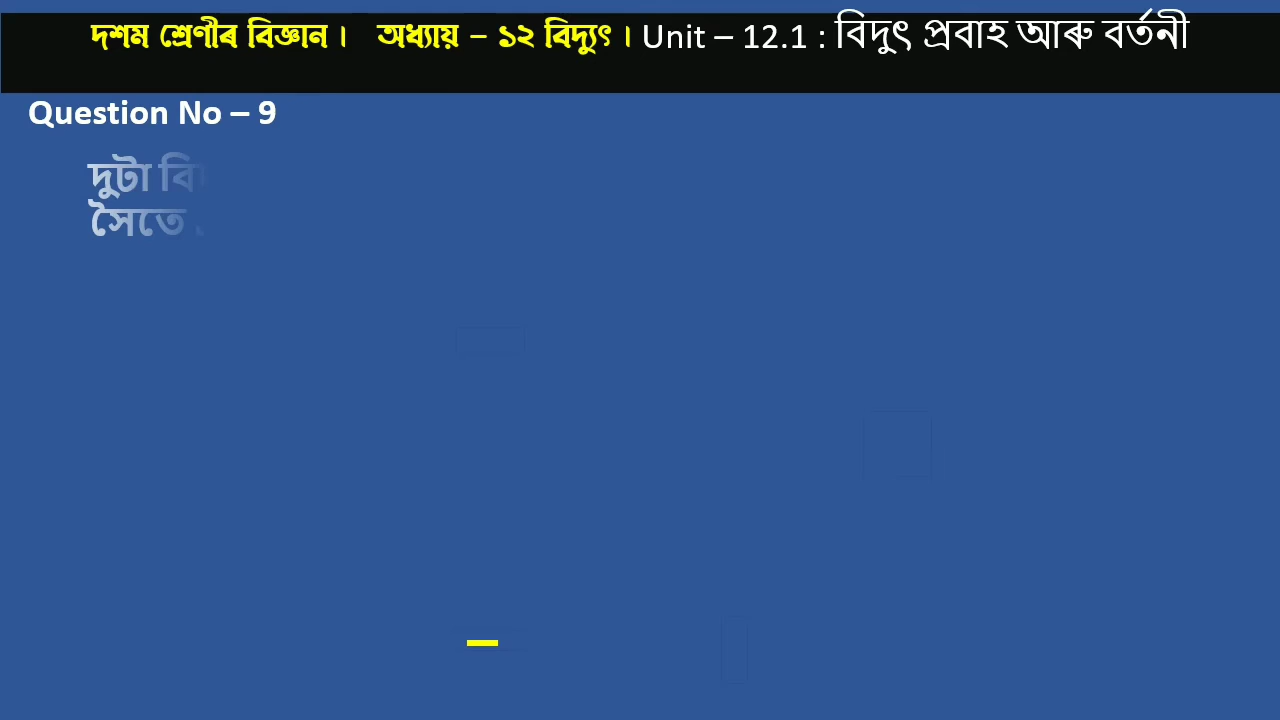 দশম শ্ৰেণীৰ বিজ্ঞান। অধ্যায় – ১২ বিদ্যুৎ। Unit – 12.1 : বিদুৎ প্ৰবাহ আৰু বৰ্তনী
Question No – 9
দুটা
সৈতে